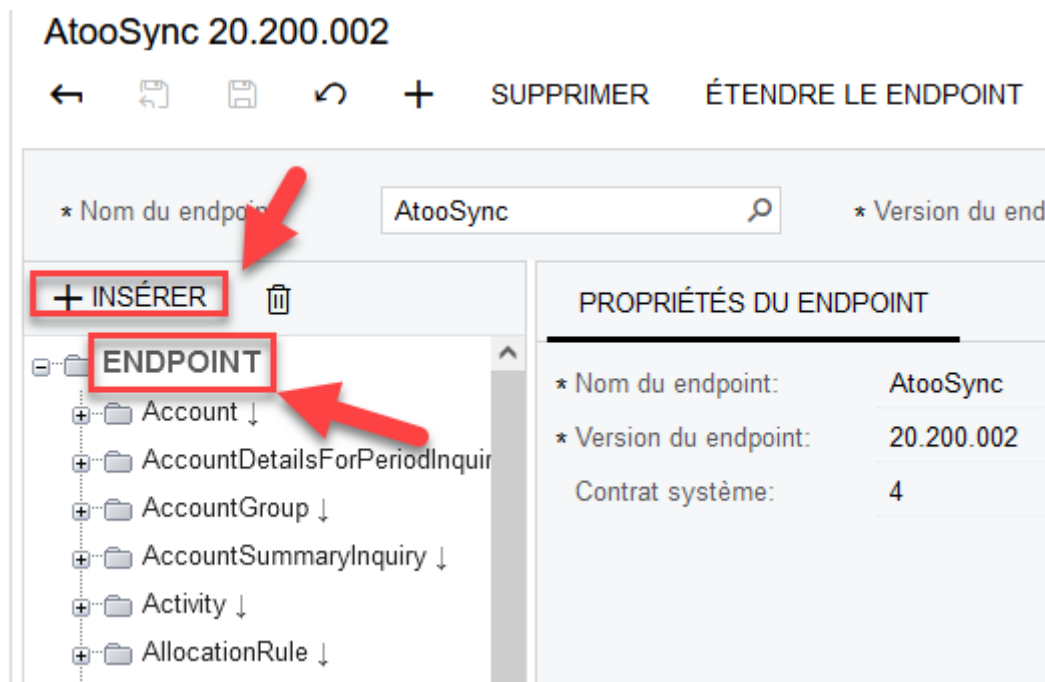 AtooSync 20.200.002
SUPPRIMER ÉTENDRE LE ENDPOINT
* Nom du endpoin AtooSync * Version du end
+ INSÉRER
PROPRIÉTÉS DU ENDPOINT
ENDPOINT
* Nom du endpoint: AtooSync
Account ↓
* Version du endpoint: 20.200.002
AccountDetailsForPeriodInquir
Contrat système: 4
AccountGroup ↓
AccountSummaryInquiry ↓
Activity ↓
AllocationRule ↓